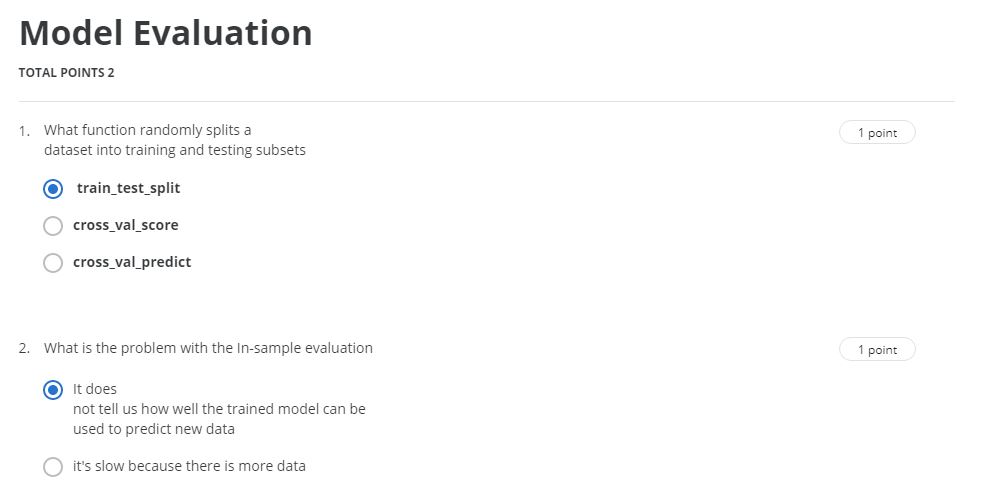 Model Evaluation
TOTAL POINTS 2
1. What function randomly splits a
dataset into training and testing subsets
1 point
train_test_split
cross_val_score
cross_val_predict
2. What is the problem with the In-sample evaluation
1 point
It does
not tell us how well the trained model can be
used to predict new data
it's slow because there is more data